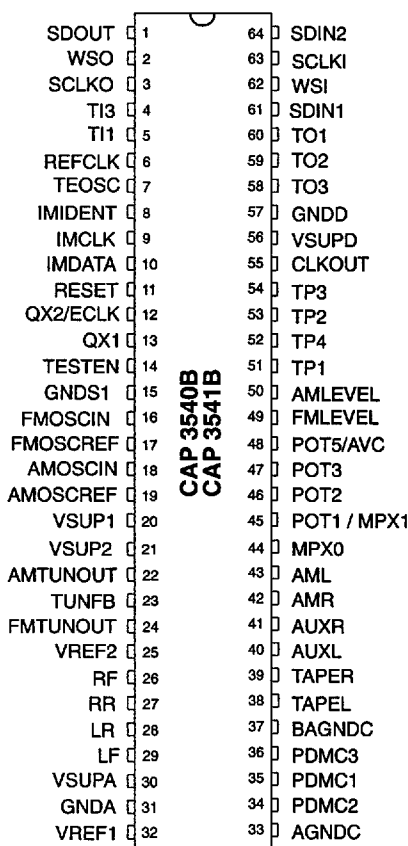 SDOUT 1 64 SDIN2
WSO 2 63 SCLKI
SCLKO 3 62 WSI
TI3 4 61 SDIN1
TI1 5 60 TO1
REFCLK 6 59 TO2
TEOSC 7 58 TO3
IMIDENT 8 57 GNDD
IMCLK 9 56 VSUPD
IMDATA 10 55 CLKOUT
RESET 11 54 TP3
QX2/ECLK 12 53 TP2
QX1 13 52 TP4
TESTEN 14 51 TP1
GNDS1 15 50 AMLEVEL
FMOSCIN 16 49 FMLEVEL
FMOSCREF 17 48 POT5/AVC
AMOSCIN 18 47 POT3
AMOSCREF 19 46 POT2
VSUP1 20 45 POT1 / MPX1
VSUP2 21 44 MPX0
AMTUNOUT 22 43 AML
TUNFB 23 42 AMR
FMTUNOUT 24 41 AUXR
VREF2 25 40 AUXL
RF 26 39 TAPER
RR 27 38 TAPEL
LR 28 37 BAGNDC
LF 29 36 PDMC3
VSUPA 30 35 PDMC1
GNDA 31 34 PDMC2
VREF1 32 33 AGNDC
CAP 3540B
CAP 3541B